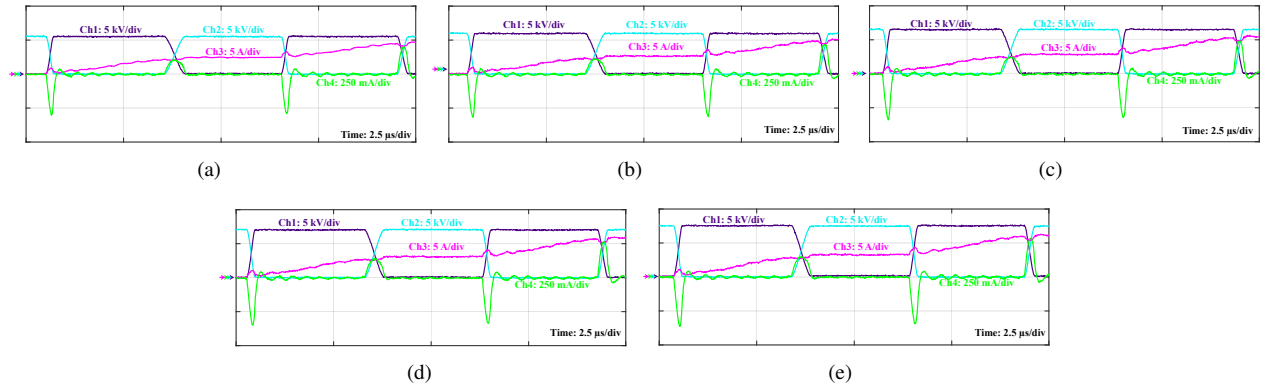 Ch1: 5 kV/div Ch2: 5 kV/div
Ch3: 5 A/div
Ch4: 250 mA/div
Time: 2.5 µs/div
(a)
Ch1: 5 kV/div Ch2: 5 kV/div
Ch3: 5 A/div
Ch4: 250 mA/div
Time: 2.5 µs/div
(b)
Ch1: 5 kV/div Ch2: 5 kV/div
Ch3: 5 A/div
Ch4: 250 mA/div
Time: 2.5 µs/div
(c)
Ch1: 5 kV/div Ch2: 5 kV/div
Ch3: 5 A/div
Ch4: 250 mA/div
Time: 2.5 µs/div
(d)
Ch1: 5 kV/div Ch2: 5 kV/div
Ch3: 5 A/div
Ch4: 250 mA/div
Time: 2.5 µs/div
(e)